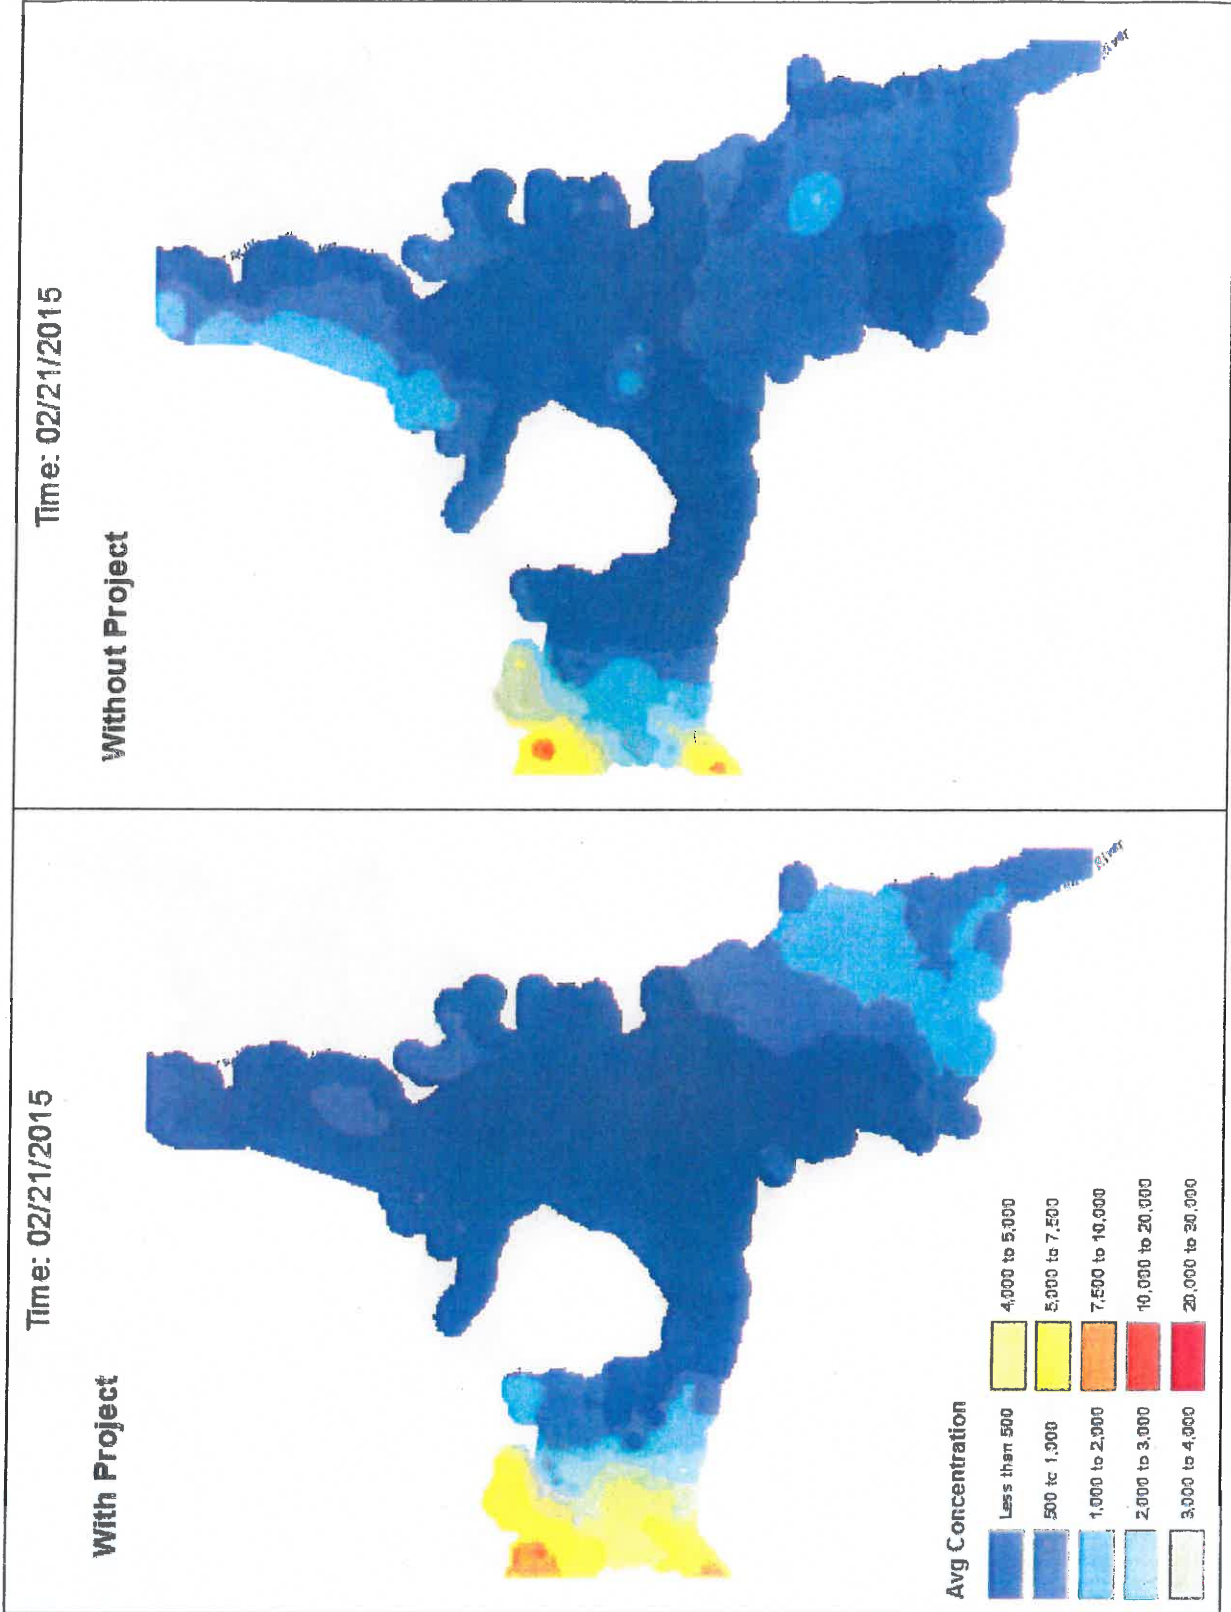 Time: 02/21/2015
With Project
River
Avg Concentration
Less than 500
500 to 1,000
1,000 to 2,000
2,000 to 3,000
3,000 to 4,000
4,000 to 5,000
5,000 to 7,500
7,500 to 10,000
10,000 to 20,000
20,000 to 30,000
Time: 02/21/2015
Without Project
River